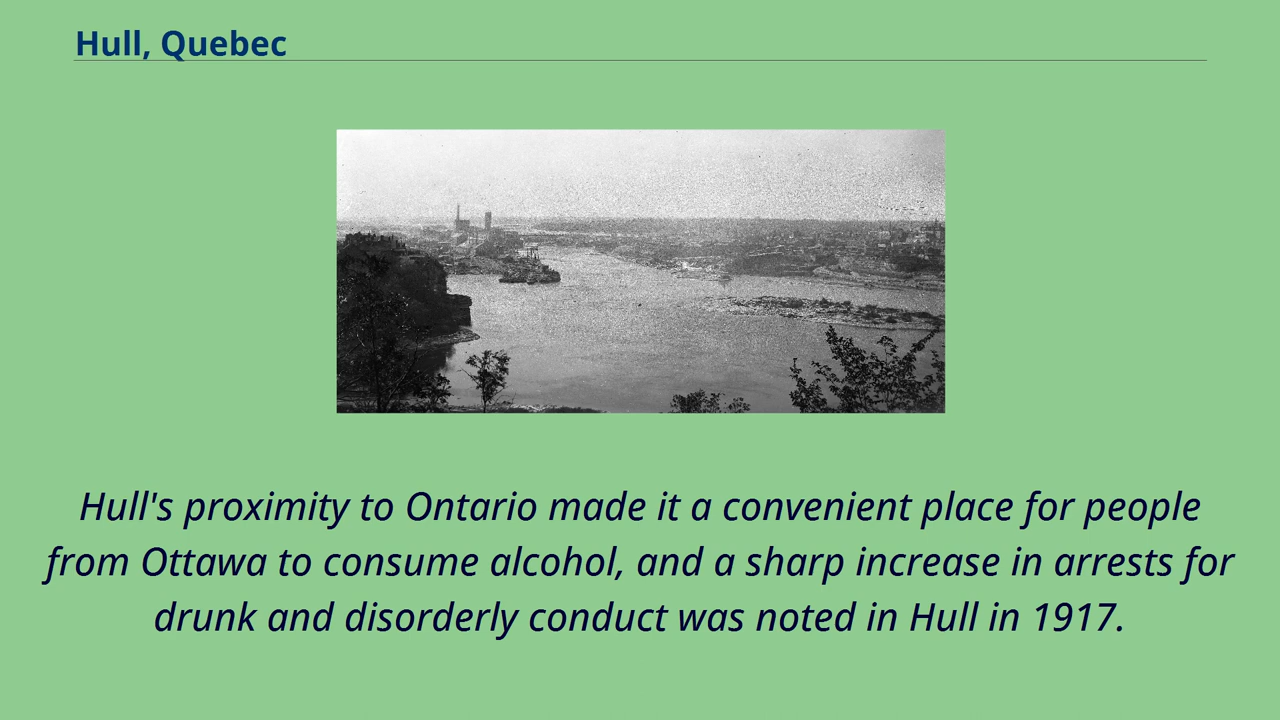 Hull, Quebec
Hull's proximity to Ontario made it a convenient place for people
from Ottawa to consume alcohol, and a sharp increase in arrests for
drunk and disorderly conduct was noted in Hull in 1917.